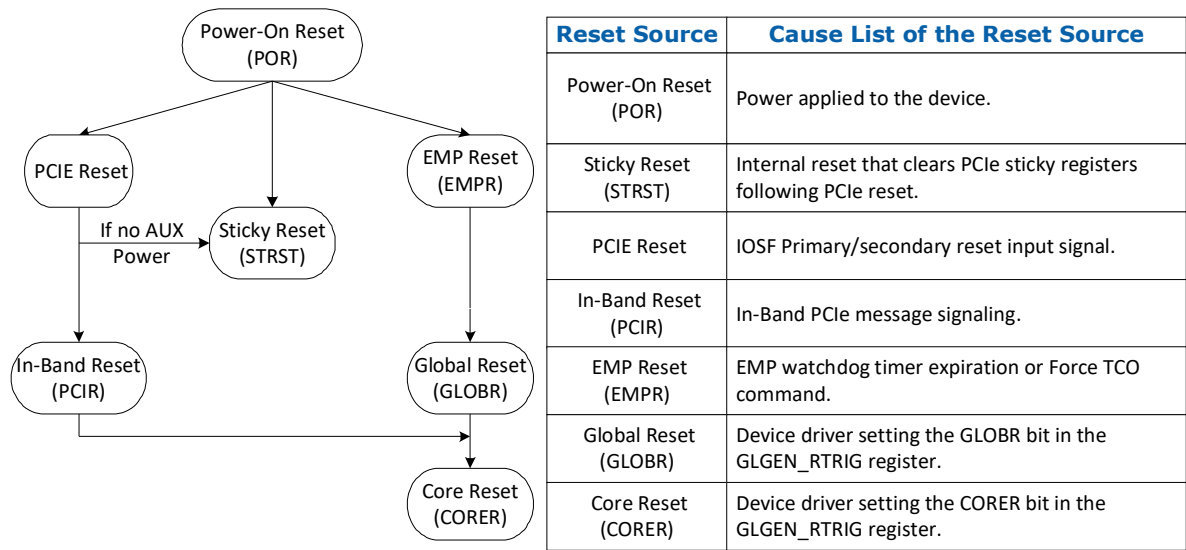 Power-On Reset
(POR)
PCIE Reset
EMP Reset
(EMPR)
If no AUX
Power
Sticky Reset
(STRST)
In-Band Reset
(PCIR)
Global Reset
(GLOBR)
Core Reset
(CORER)
Reset Source
Cause List of the Reset Source
Power-On Reset
(POR)
Power applied to the device.
Sticky Reset
(STRST)
Internal reset that clears PCIe sticky registers
following PCIe reset.
PCIE Reset
IOSF Primary/secondary reset input signal.
In-Band Reset
(PCIR)
In-Band PCIe message signaling.
EMP Reset
(EMPR)
EMP watchdog timer expiration or Force TCO
command.
Global Reset
(GLOBR)
Device driver setting the GLOBR bit in the
GLGEN_RTRIG register.
Core Reset
(CORER)
Device driver setting the CORER bit in the
GLGEN_RTRIG register.